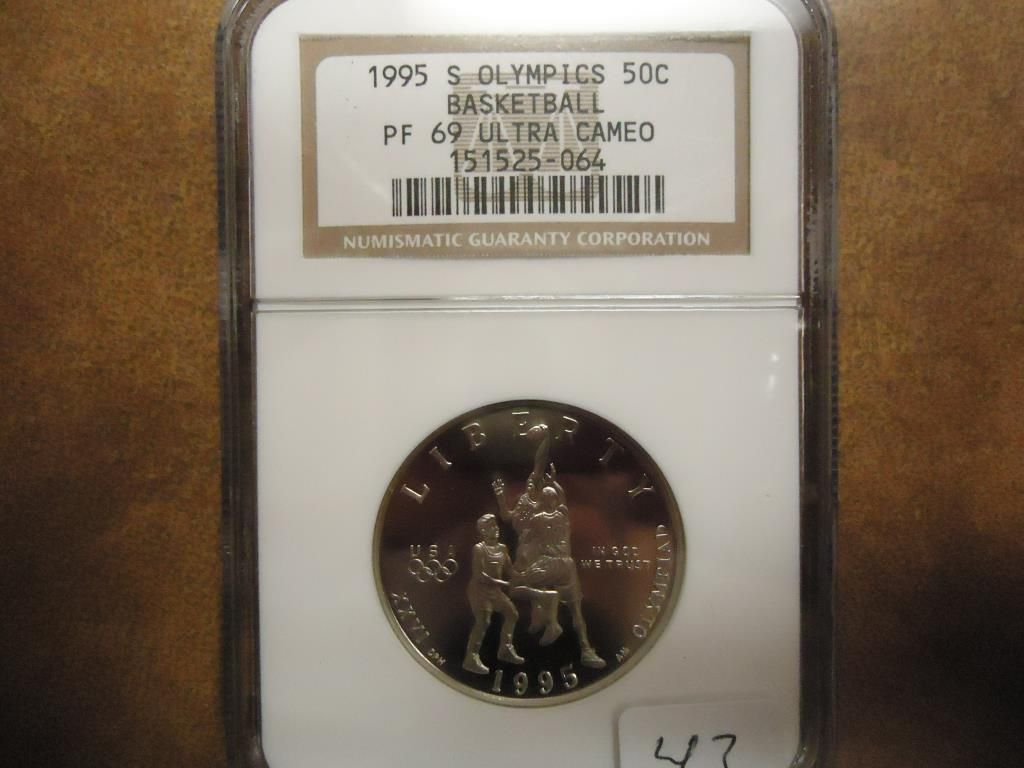 1995 S OLYMPICS 50C
BASKETBALL
PF 69 ULTRA CAMEO
151525-064
NUMISMATIC GUARANTY CORPORATION
LIBERTY
USA
IN GOD
WE TRUST
XXVI OLYMPIAD
1995